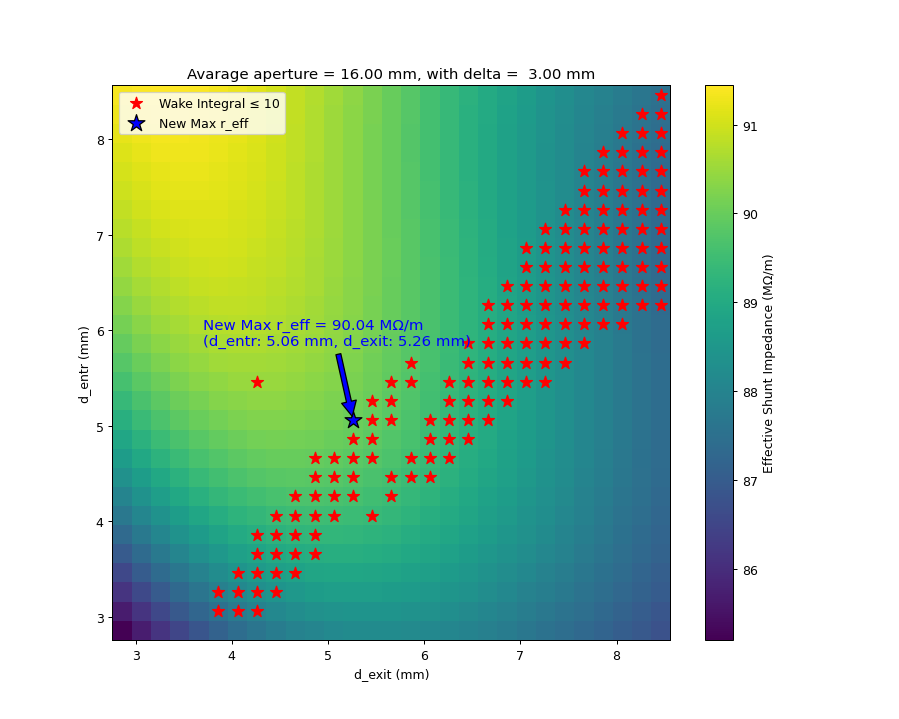 Avarage aperture = 16.00 mm, with delta =  3.00 mm
Wake Integral ≤ 10
New Max r_eff
New Max r_eff = 90.04 MΩ/m
(d_entr: 5.06 mm, d_exit: 5.26 mm)
d_entr (mm)
8
7
6
5
4
3
3
4
5
6
7
8
d_exit (mm)
91
90
89
88
87
86
Effective Shunt Impedance (MΩ/m)